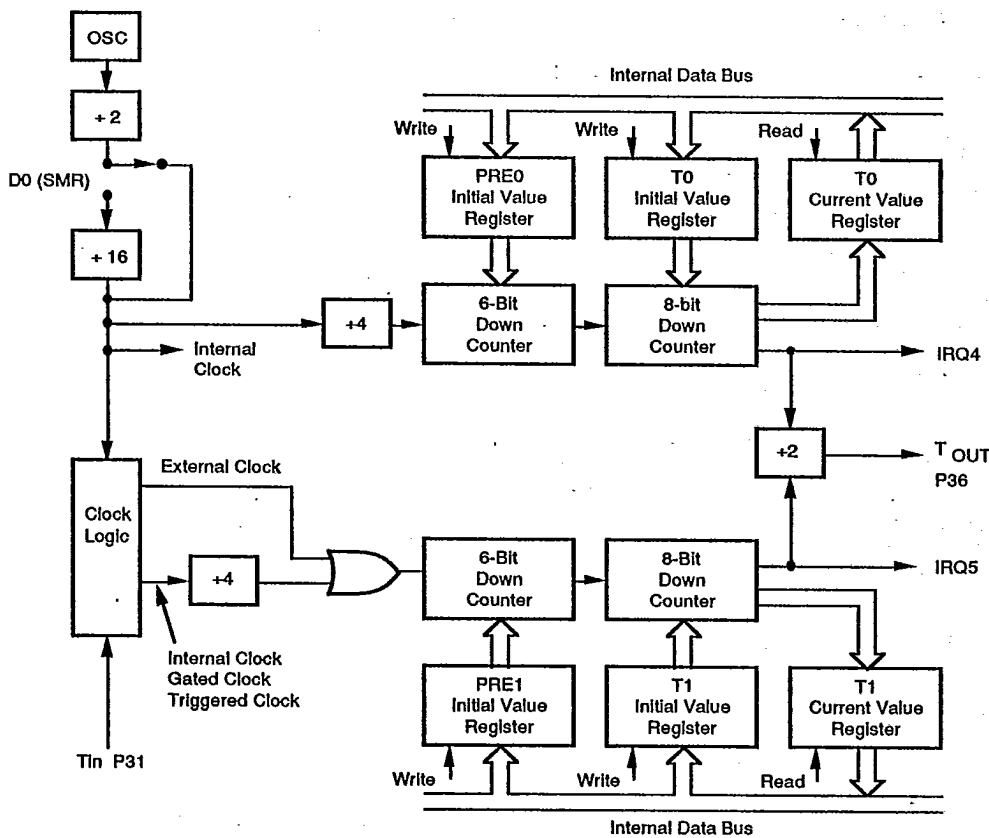 OSC
÷ 2
D0 (SMR)
÷ 16
Internal
Clock
÷4
Internal Data Bus
Write
Write
Read
PRE0
Initial Value
Register
T0
Initial Value
Register
T0
Current Value
Register
6-Bit
Down
Counter
8-bit
Down
Counter
IRQ4
÷2
T OUT
P36
External Clock
Clock
Logic
÷4
Internal Clock
Gated Clock
Triggered Clock
Tin P31
6-Bit
Down
Counter
8-Bit
Down
Counter
IRQ5
PRE1
Initial Value
Register
T1
Initial Value
Register
T1
Current Value
Register
Write
Write
Read
Internal Data Bus